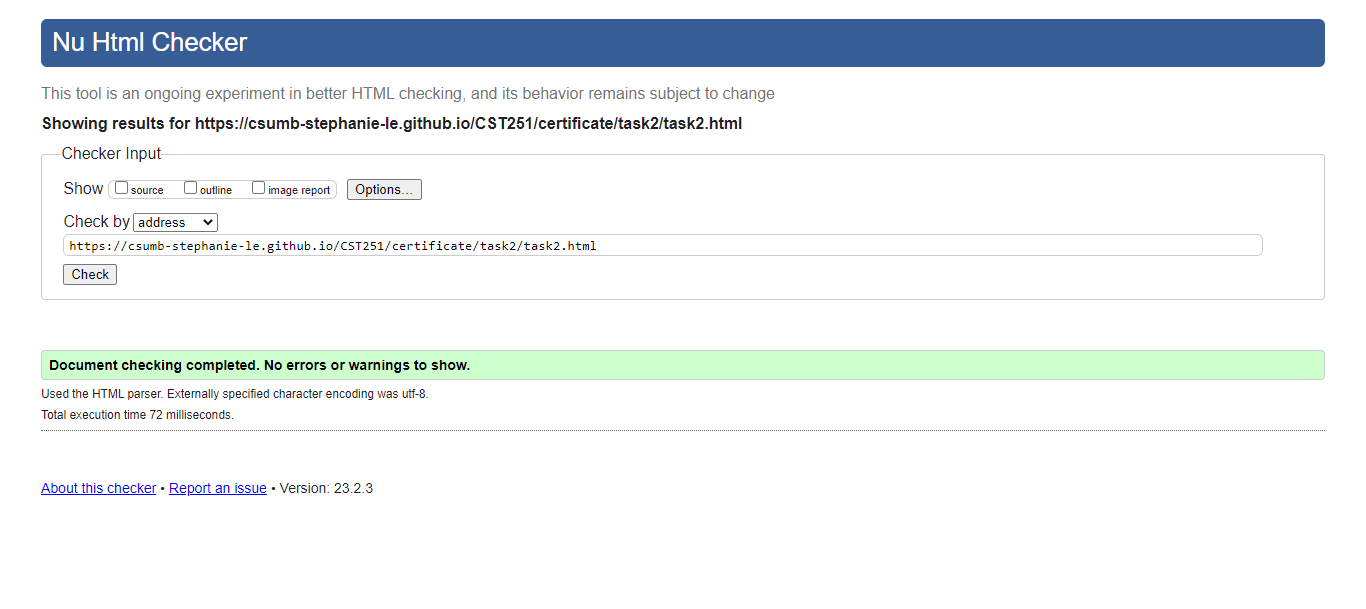 Nu Html Checker
This tool is an ongoing experiment in better HTML checking, and its behavior remains subject to change
Showing results for https://csumb-stephanie-le.github.io/CST251/certificate/task2/task2.html
Checker Input
Show source outline image report Options...
Check by address
https://csumb-stephanie-le.github.io/CST251/certificate/task2/task2.html
Check
Document checking completed. No errors or warnings to show.
Used the HTML parser. Externally specified character encoding was utf-8.
Total execution time 72 milliseconds.
About this checker • Report an issue • Version: 23.2.3